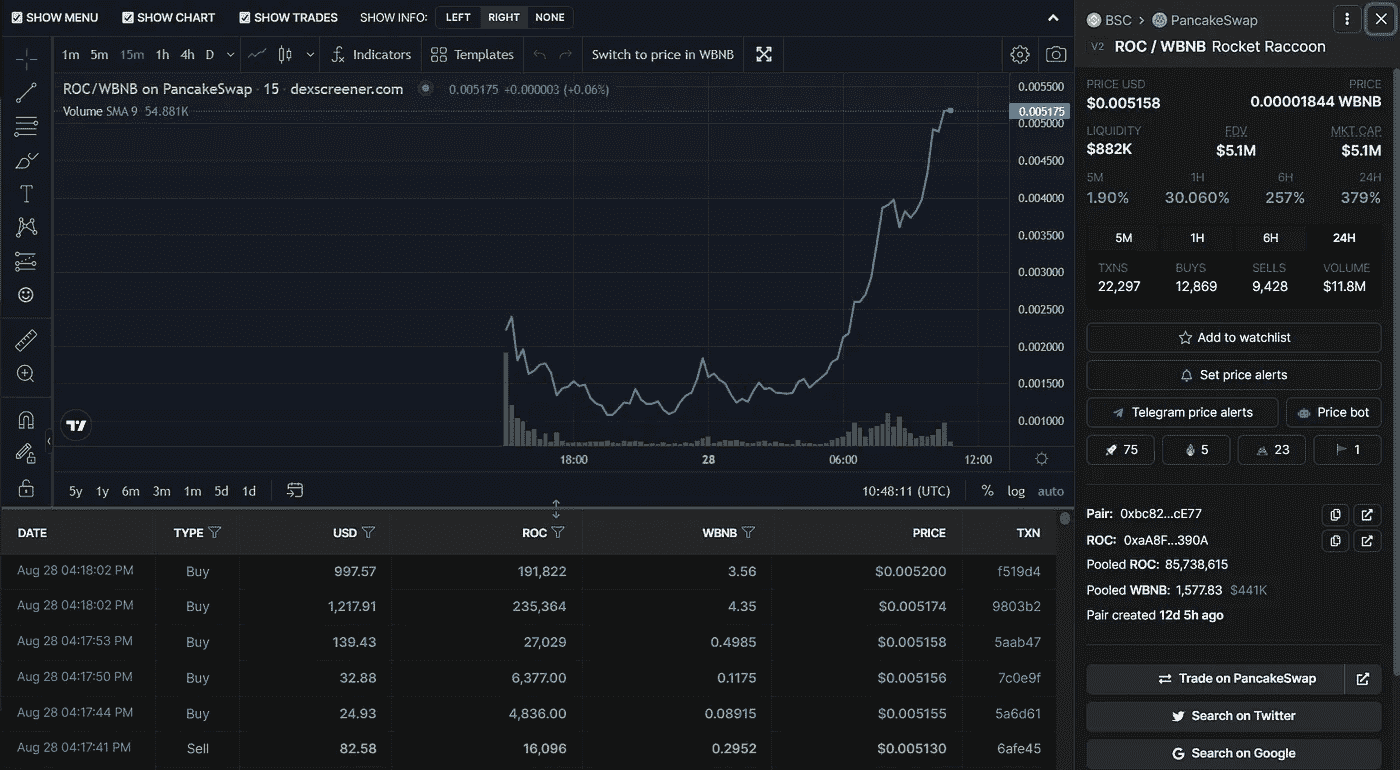 SHOW MENU SHOW CHART SHOW TRADES SHOW INFO: LEFT RIGHT NONE
1m 5m 15m 1h 4h D Indicators Templates Switch to price in WBNB
ROC/WBNB on PancakeSwap · 15 · dexscreener.com 0.005175 +0.000003 (+0.06%)
Volume SMA 9 54.881K
0.005500
0.005175
0.005000
0.004500
0.004000
0.003500
0.003000
0.002500
0.002000
0.001500
0.001000
18:00 28 06:00 12:00
5y 1y 6m 3m 1m 5d 1d 10:48:11 (UTC) % log auto
DATE TYPE USD ROC WBNB PRICE TXN
Aug 28 04:18:02 PM Buy 997.57 191,822 3.56 $0.005200 f519d4
Aug 28 04:18:02 PM Buy 1,217.91 235,364 4.35 $0.005174 9803b2
Aug 28 04:17:53 PM Buy 139.43 27,029 0.4985 $0.005158 5aab47
Aug 28 04:17:50 PM Buy 32.88 6,377.00 0.1175 $0.005156 7c0e9f
Aug 28 04:17:44 PM Buy 24.93 4,836.00 0.08915 $0.005155 5a6d61
Aug 28 04:17:41 PM Sell 82.58 16,096 0.2952 $0.005130 6afe45
BSC > PancakeSwap
V2 ROC / WBNB Rocket Raccoon
PRICE USD PRICE
$0.005158 0.00001844 WBNB
LIQUIDITY FDV MKT CAP
$882K $5.1M $5.1M
5M 1H 6H 24H
1.90% 30.060% 257% 379%
5M 1H 6H 24H
TXNS BUYS SELLS VOLUME
22,297 12,869 9,428 $11.8M
Add to watchlist
Set price alerts
Telegram price alerts Price bot
75 5 23 1
Pair: 0xbc82...cE77
ROC: 0xaA8F...390A
Pooled ROC: 85,738,615
Pooled WBNB: 1,577.83 $441K
Pair created 12d 5h ago
Trade on PancakeSwap
Search on Twitter
Search on Google